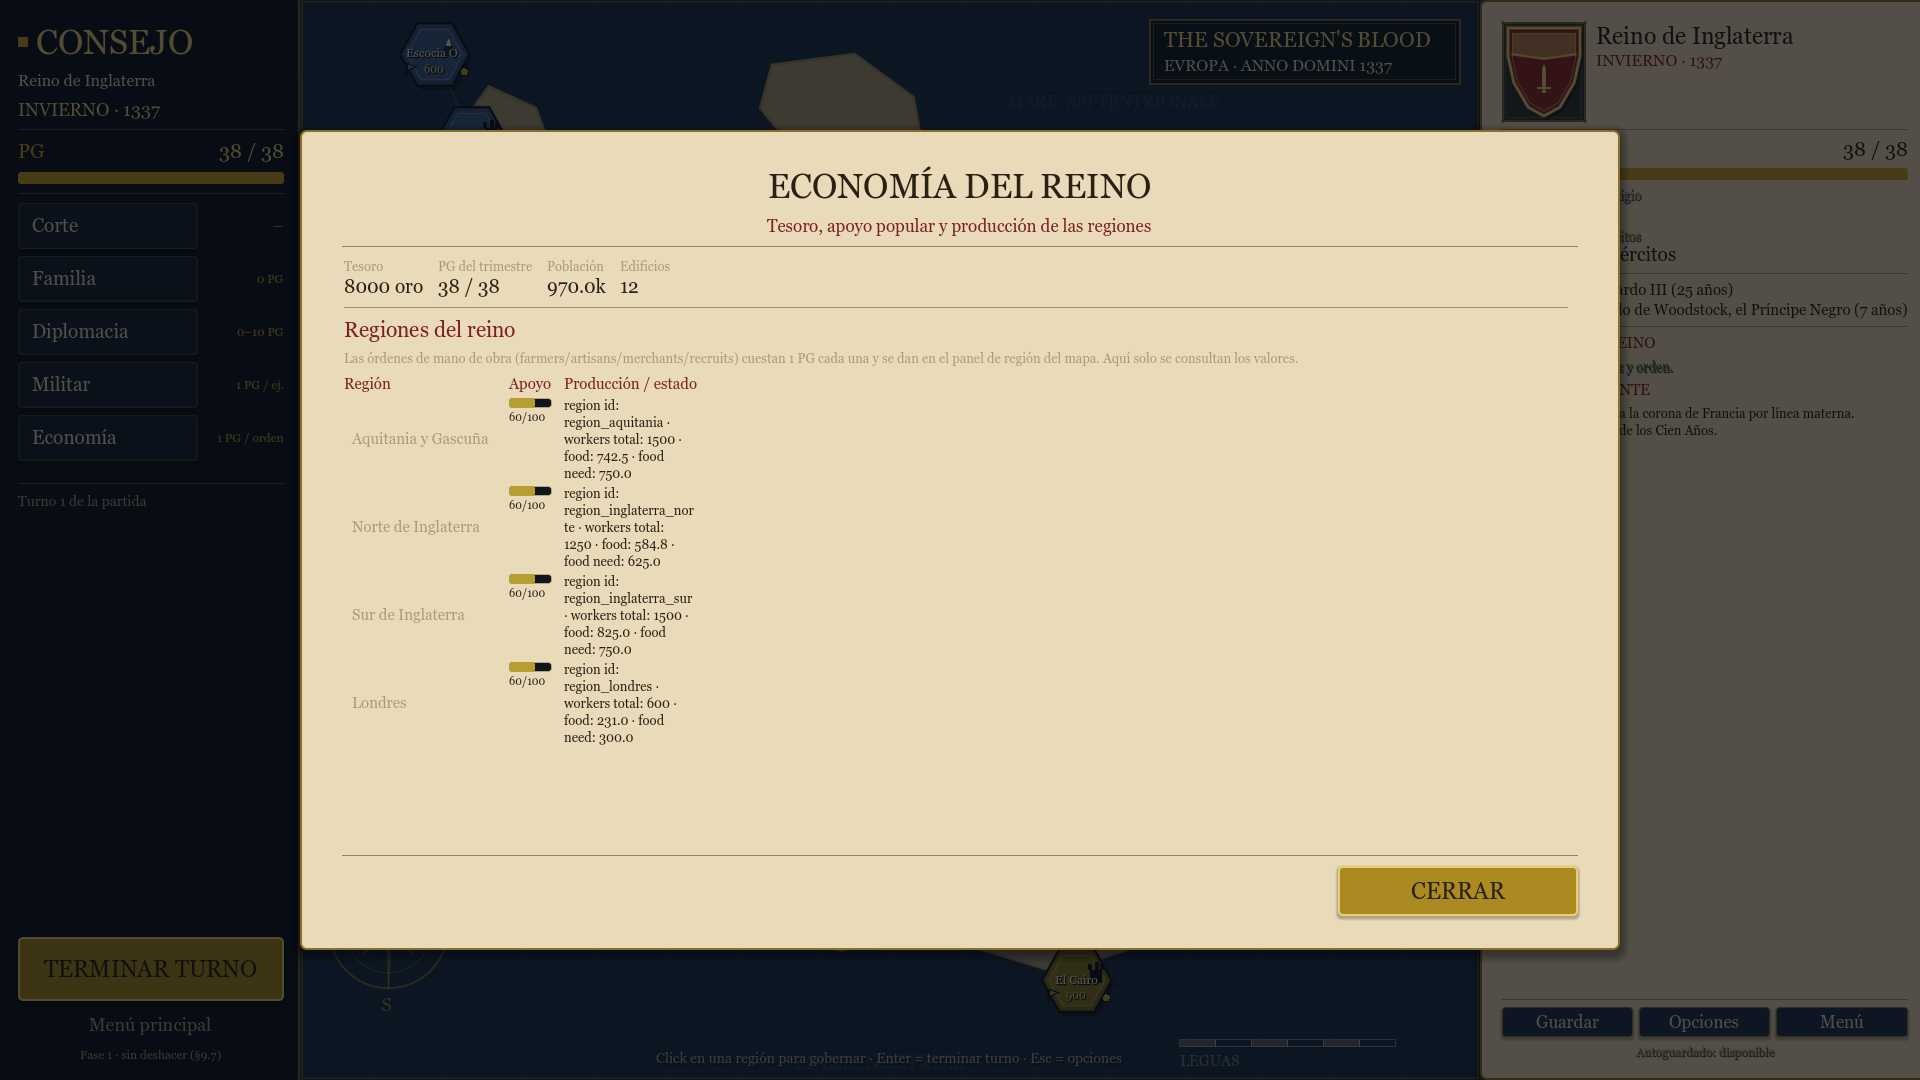 CONSEJO
Reino de Inglaterra
INVIERNO · 1337
PG 38 / 38
Corte –
Familia 0 PG
Diplomacia 0–10 PG
Militar 1 PG / ej.
Economía 1 PG / orden
Turno 1 de la partida
TERMINAR TURNO
Menú principal
Fase 1 · sin deshacer (§9.7)
Escocia O.
600
THE SOVEREIGN'S BLOOD
EVROPA · ANNO DOMINI 1337
MARE SEPTENTRIONALE
ECONOMÍA DEL REINO
Tesoro, apoyo popular y producción de las regiones
Tesoro PG del trimestre Población Edificios
8000 oro 38 / 38 970.0k 12
Regiones del reino
Las órdenes de mano de obra (farmers/artisans/merchants/recruits) cuestan 1 PG cada una y se dan en el panel de región del mapa. Aquí solo se consultan los valores.
Región Apoyo Producción / estado
Aquitania y Gascuña
60/100
region id:
region_aquitania ·
workers total: 1500 ·
food: 742.5 · food
need: 750.0
Norte de Inglaterra
60/100
region id:
region_inglaterra_nor
te · workers total:
1250 · food: 584.8 ·
food need: 625.0
Sur de Inglaterra
60/100
region id:
region_inglaterra_sur
· workers total: 1500 ·
food: 825.0 · food
need: 750.0
Londres
60/100
region id:
region_londres ·
workers total: 600 ·
food: 231.0 · food
need: 300.0
CERRAR
El Cairo
900
S
Click en una región para gobernar · Enter = terminar turno · Esc = opciones
LEGUAS
Reino de Inglaterra
INVIERNO · 1337
38 / 38
igio
itos
ércitos
ardo III (25 años)
lo de Woodstock, el Príncipe Negro (7 años)
EINO
y orden.
NTE
a la corona de Francia por línea materna.
de los Cien Años.
Guardar Opciones Menú
Autoguardado: disponible